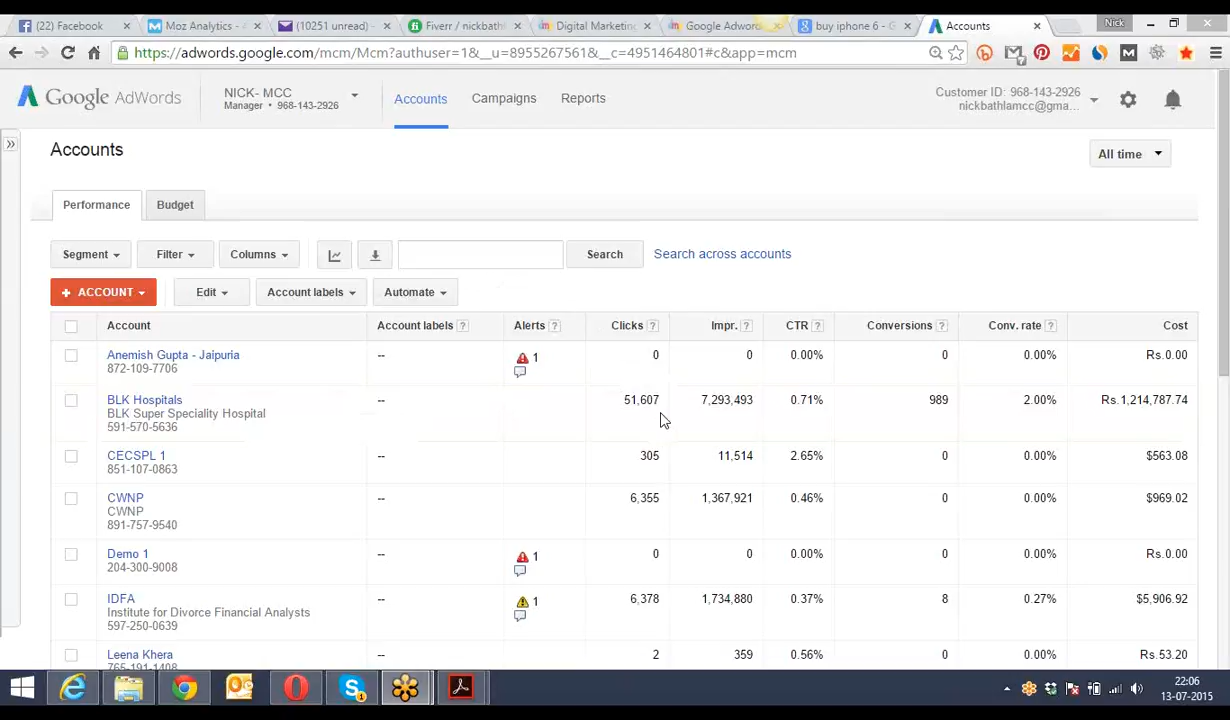 (22) Facebook
Moz Analytics - A
(10251 unread) -
Fiverr / nickbathl
Digital Marketing
Google Adword
buy iphone 6 - G
Accounts
Nick
https://adwords.google.com/mcm/Mcm?authuser=1&__u=8955267561&__c=4951464801#c&app=mcm
Google AdWords
NICK- MCC
Manager • 968-143-2926
Accounts
Campaigns
Reports
Customer ID: 968-143-2926
nickbathlamcc@gma...
Accounts
All time
Performance
Budget
Segment
Filter
Columns
Search
Search across accounts
+ ACCOUNT
Edit
Account labels
Automate
Account Account labels ? Alerts ? Clicks ? Impr. ? CTR ? Conversions ? Conv. rate ? Cost
Anemish Gupta - Jaipuria -- 1 0 0 0.00% 0 0.00% Rs.0.00
872-109-7706
BLK Hospitals -- 51,607 7,293,493 0.71% 989 2.00% Rs.1,214,787.74
BLK Super Speciality Hospital
591-570-5636
CECSPL 1 -- 305 11,514 2.65% 0 0.00% $563.08
851-107-0863
CWNP -- 6,355 1,367,921 0.46% 0 0.00% $969.02
CWNP
891-757-9540
Demo 1 -- 1 0 0 0.00% 0 0.00% Rs.0.00
204-300-9008
IDFA -- 1 6,378 1,734,880 0.37% 8 0.27% $5,906.92
Institute for Divorce Financial Analysts
597-250-0639
Leena Khera -- 2 359 0.56% 0 0.00% Rs.53.20
765-191-1408
22:06
13-07-2015